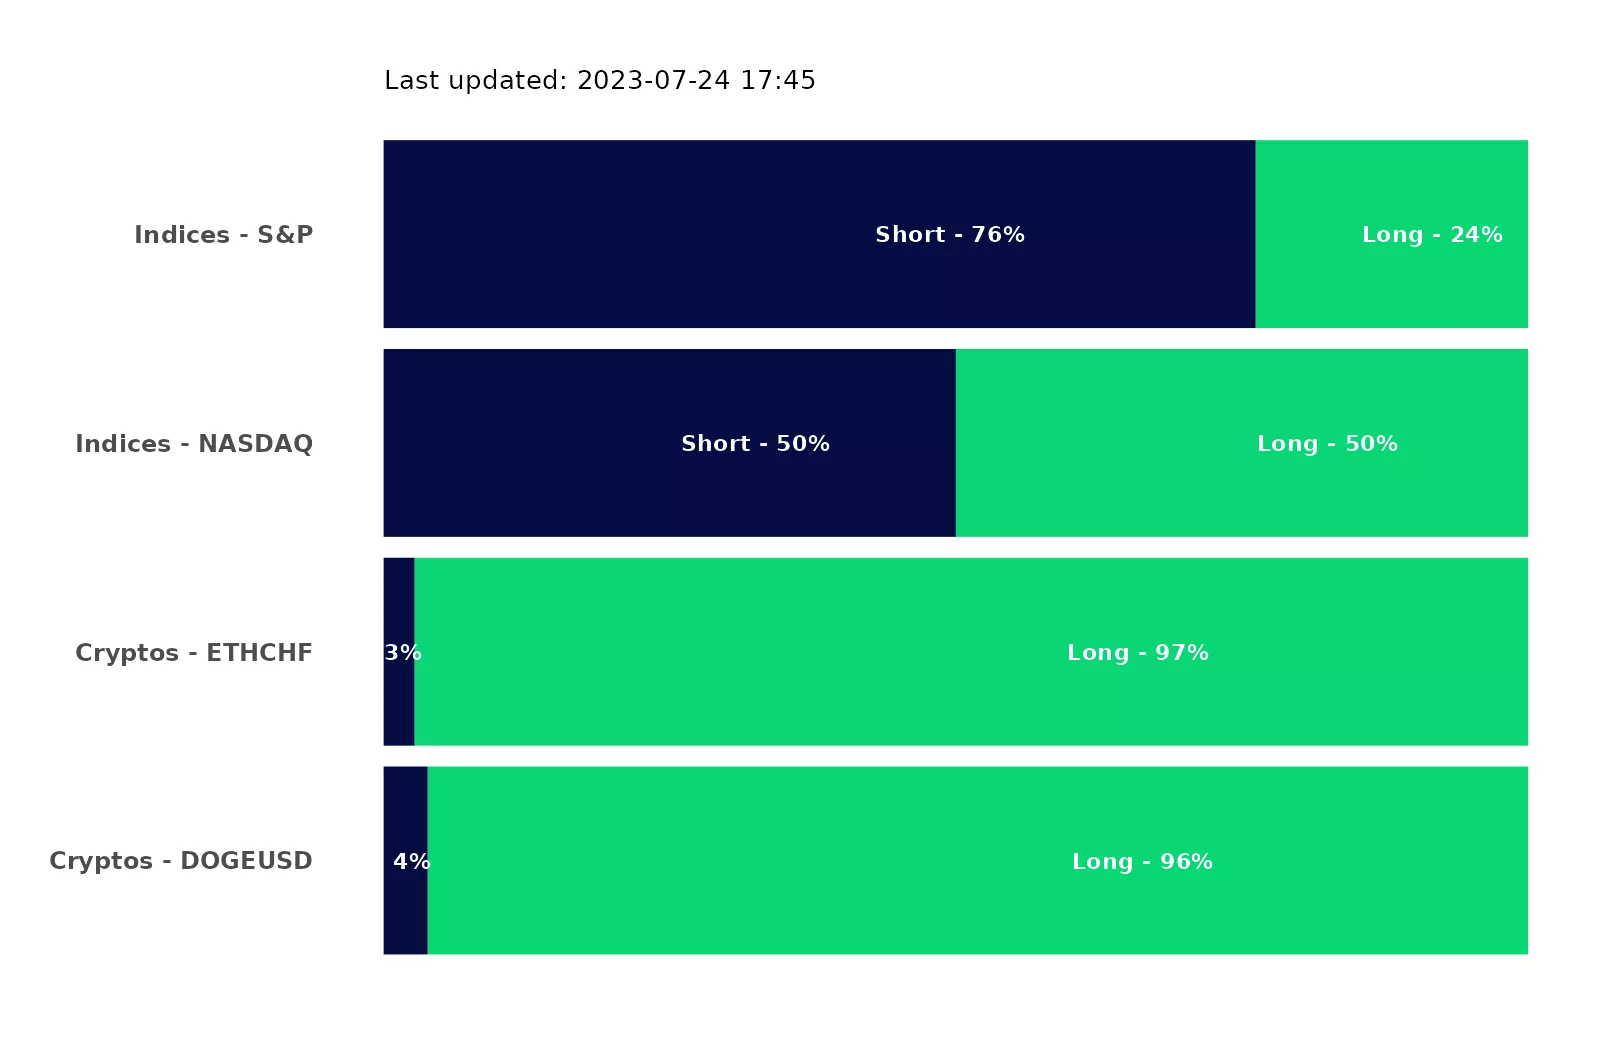 Last updated: 2023-07-24 17:45
Indices - S&P Short - 76% Long - 24%
Indices - NASDAQ Short - 50% Long - 50%
Cryptos - ETHCHF 3% Long - 97%
Cryptos - DOGEUSD 4% Long - 96%